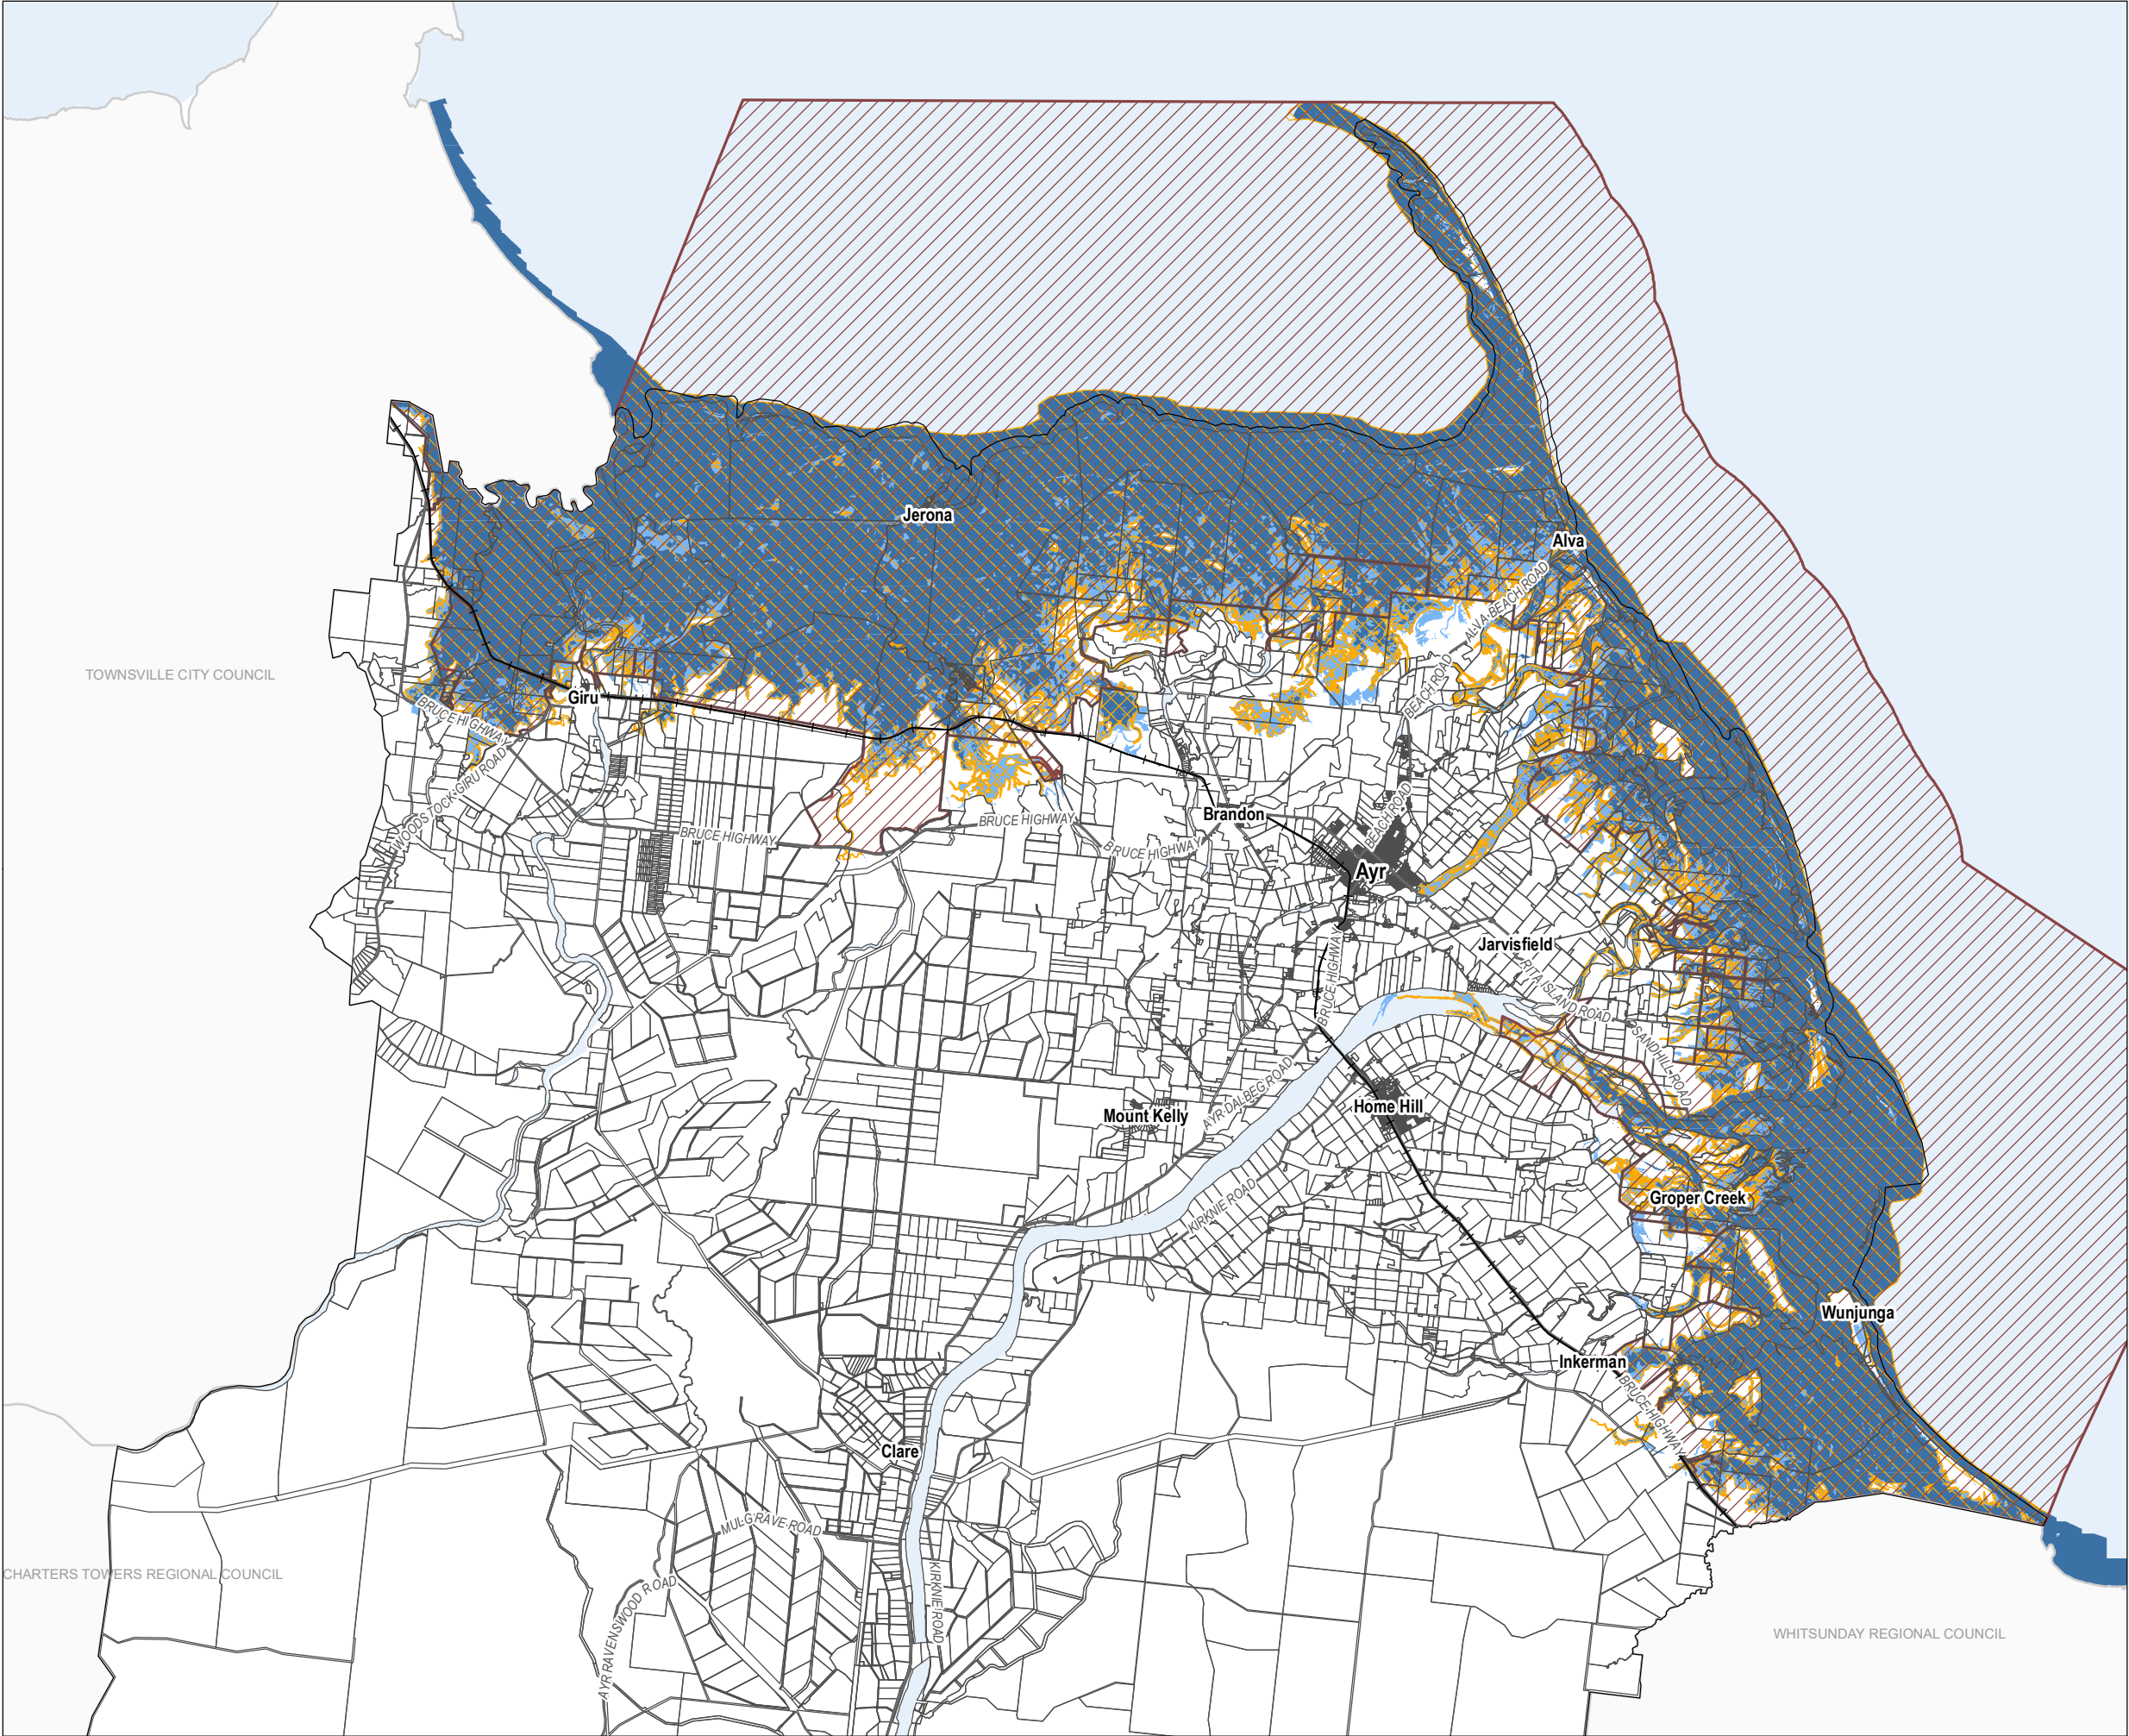 Jerona
Alva
ALVA BEACH ROAD
TOWNSVILLE CITY COUNCIL
Giru
BRUCE HIGHWAY
BEACH ROAD
WOODSTOCK GIRU ROAD
BRUCE HIGHWAY
BRUCE HIGHWAY
BRUCE HIGHWAY
Brandon
BEACH ROAD
Ayr
Jarvisfield
BRUCE HIGHWAY
RITA ISLAND ROAD
SANDHILL ROAD
Mount Kelly
AYR DALBEG ROAD
Home Hill
KIRKNIE ROAD
Groper Creek
Wunjunga
Inkerman
BRUCE HIGHWAY
Clare
MULGRAVE ROAD
CHARTERS TOWERS REGIONAL COUNCIL
AYR RAVENSWOOD ROAD
KIRKNIE ROAD
WHITSUNDAY REGIONAL COUNCIL